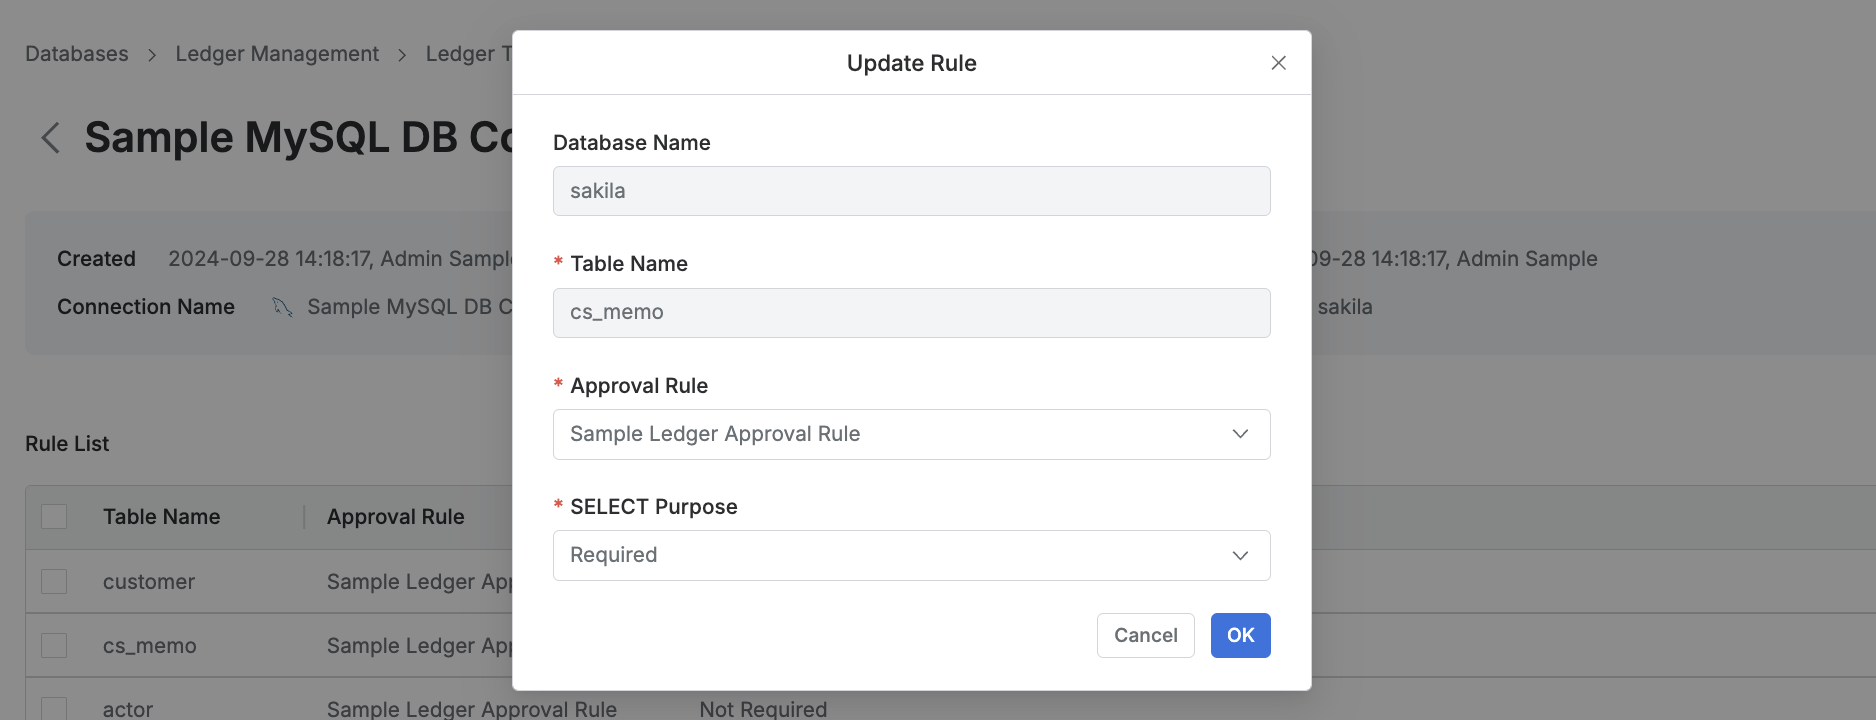 Databases > Ledger Management > Ledger T
Sample MySQL DB Co
Created 2024-09-28 14:18:17, Admin Sample
09-28 14:18:17, Admin Sample
Connection Name Sample MySQL DB C
sakila
Rule List
Table Name Approval Rule
customer Sample Ledger App
cs_memo Sample Ledger App
actor Sample Ledger Approval Rule Not Required
Update Rule
Database Name
sakila
* Table Name
cs_memo
* Approval Rule
Sample Ledger Approval Rule
* SELECT Purpose
Required
Cancel OK